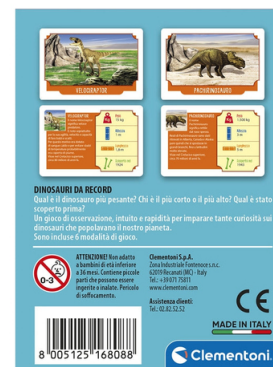 VELOCIRAPTOR
PACHIRINOSAURO
DINOSAURI DA RECORD
Qual è il dinosauro più pesante? Chi è il più corto o il più alto? Qual è stato
scoperto prima?
Un gioco di osservazione, intuito e rapidità per imparare tante curiosità sui
dinosauri che popolavano il nostro pianeta.
Sono incluse 6 modalità di gioco.
0-3
ATTENZIONE! Non adatto
a bambini di età inferiore
a 36 mesi. Contiene piccole
parti che possono essere
ingerite o inalate. Pericolo
di soffocamento.
Clementoni S.p.A.
Zona Industriale Fontenoce s.n.c.
62019 Recanati (MC) - Italy
Tel.: +39 071 75811
www.clementoni.com
Assistenza clienti:
Tel.: 02.82.52.52
CE
MADE IN ITALY
8 005125 168088
Clementoni.